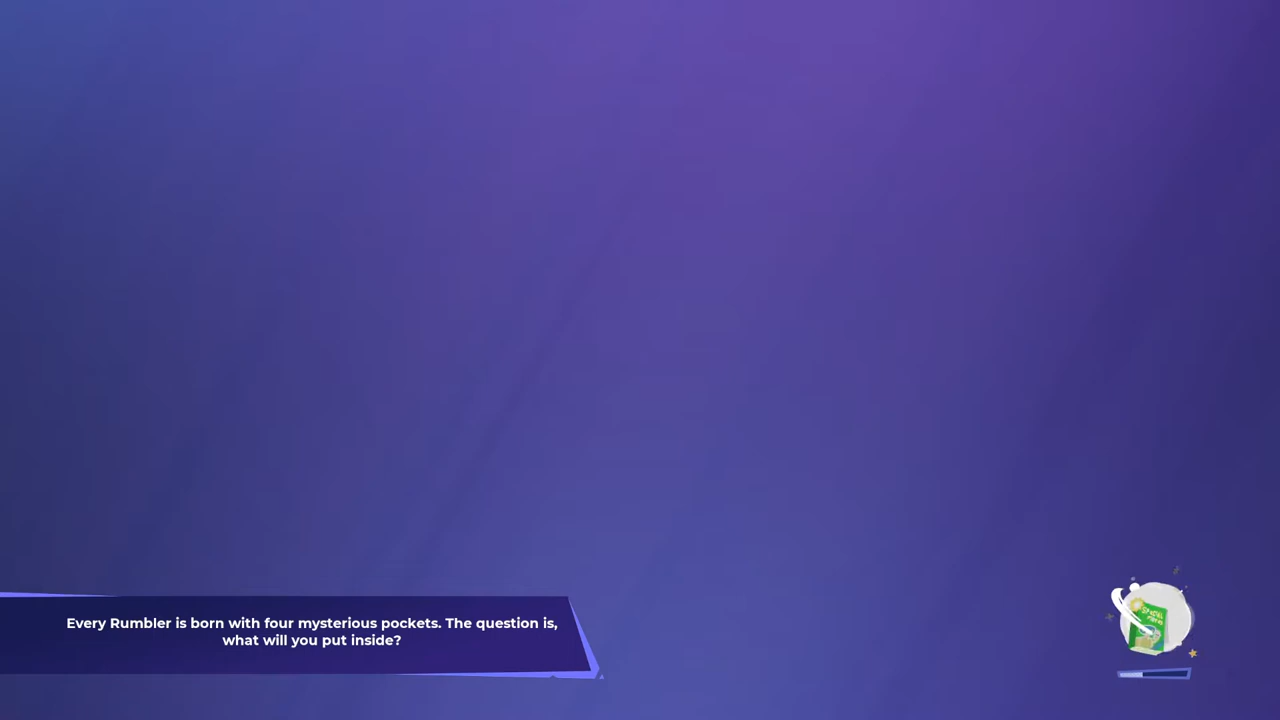 Every Rumbler is born with four mysterious pockets. The question is,
what will you put inside?